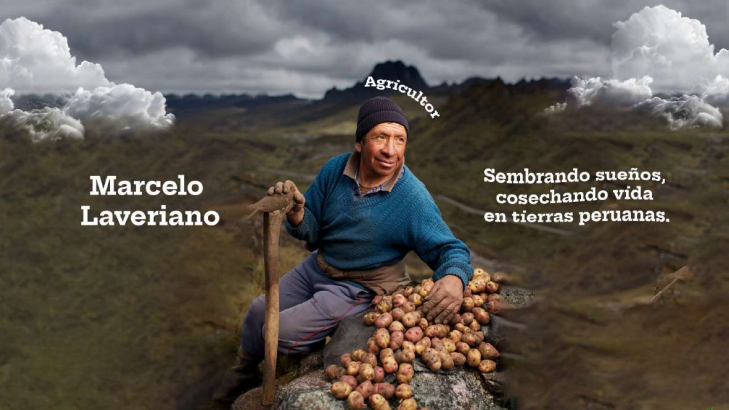 Agricultor
Marcelo
Laveriano
Sembrando sueños,
cosechando vida
en tierras peruanas.